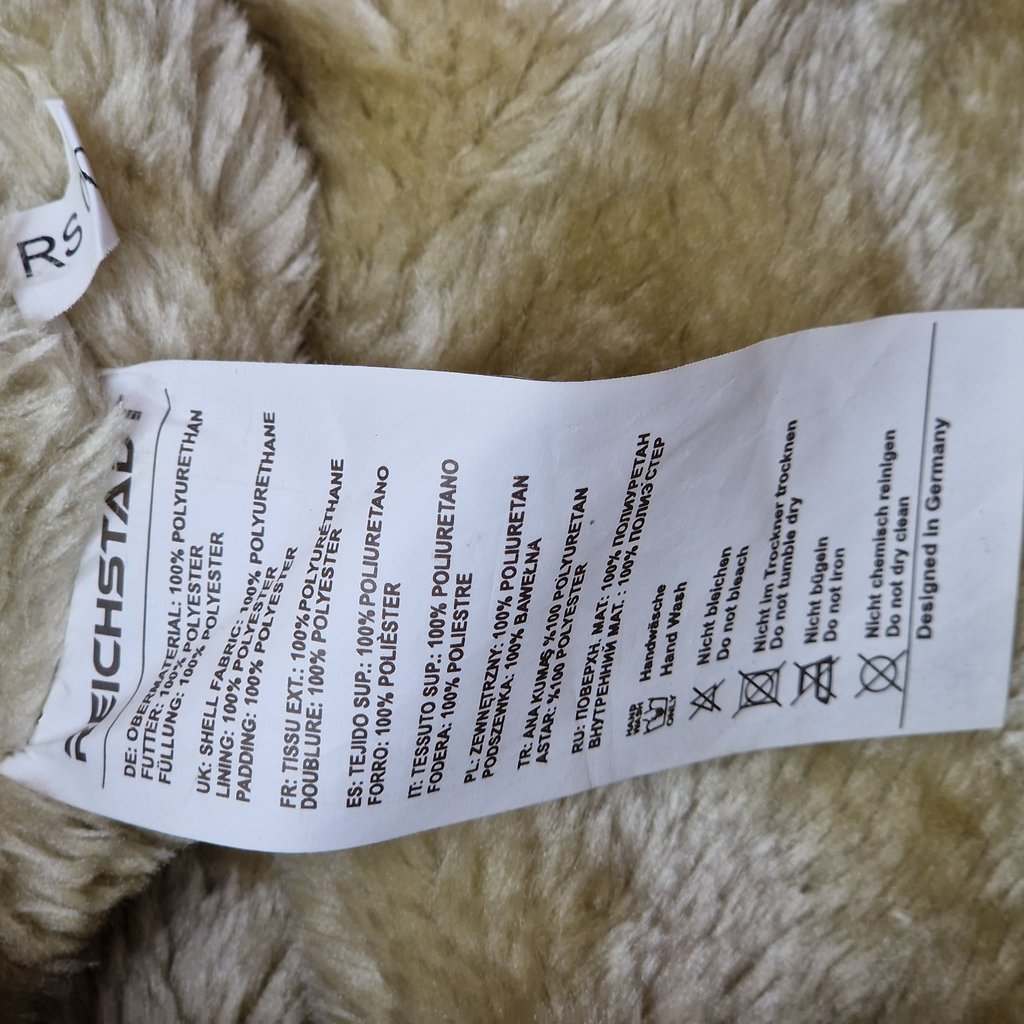 RS
REICHSTADT
DE: OBERMATERIAL: 100% POLYURETHAN
FUTTER: 100% POLYESTER
FÜLLUNG: 100% POLYESTER
UK: SHELL FABRIC: 100% POLYURETHANE
LINING: 100% POLYESTER
PADDING: 100% POLYESTER
FR: TISSU EXT.: 100% POLYURÉTHANE
DOUBLURE: 100% POLYESTER
ES: TEJIDO SUP.: 100% POLIURETANO
FORRO: 100% POLIÉSTER
IT: TESSUTO SUP.: 100% POLIURETANO
FODERA: 100% POLIESTRE
PL: ZEWNĘTRZNY: 100% POLIURETAN
PODSZEWKA: 100% BAWEŁNA
TR: ANA KUMAŞ %100 POLYURETAN
ASTAR: %100 POLYESTER
RU: ПОВЕРХН. МАТ: 100% ПОЛИУРЕТАН
ВНУТРЕНИЙ МАТ. : 100% ПОЛИЭСТЕР
HAND WASH ONLY
Handwäsche
Hand Wash
Nicht bleichen
Do not bleach
Nicht im Trockner trocknen
Do not tumble dry
Nicht bügeln
Do not iron
Nicht chemisch reinigen
Do not dry clean
Designed in Germany